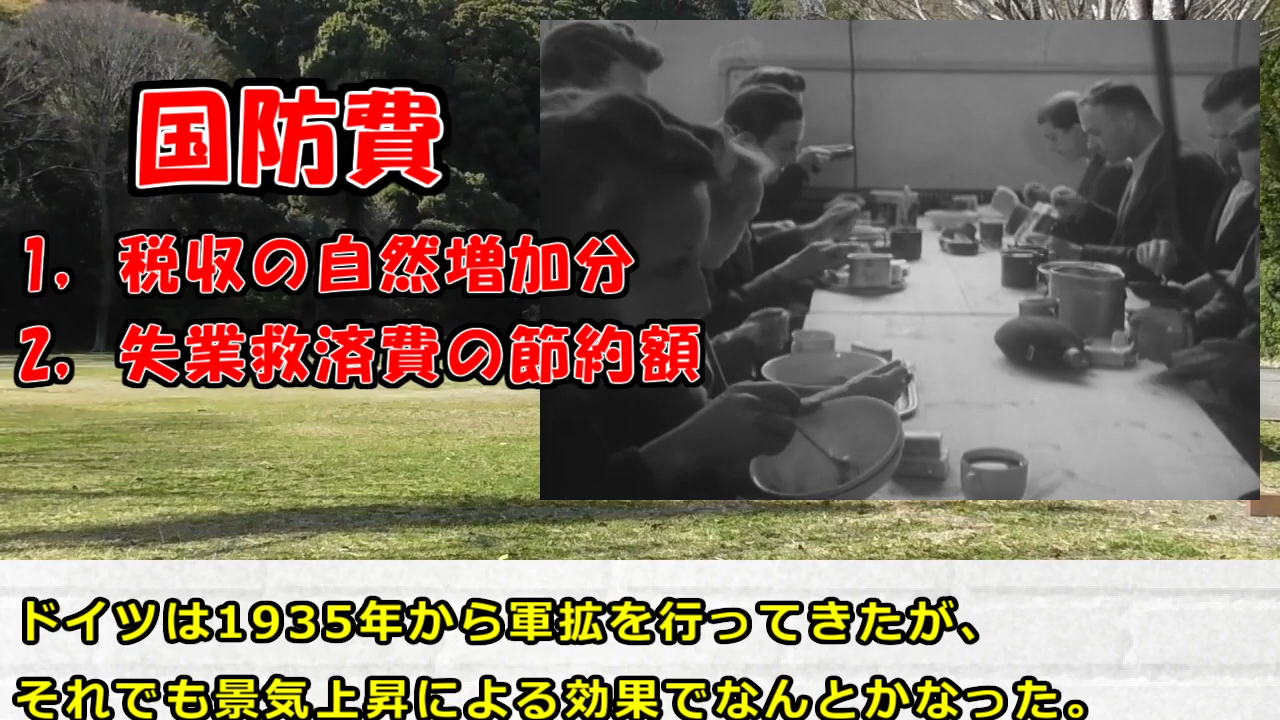 国防費
1,　税収の自然増加分
2,　失業救済費の節約額
ドイツは1935年から軍拡を行ってきたが、
それでも景気上昇による効果でなんとかなった。